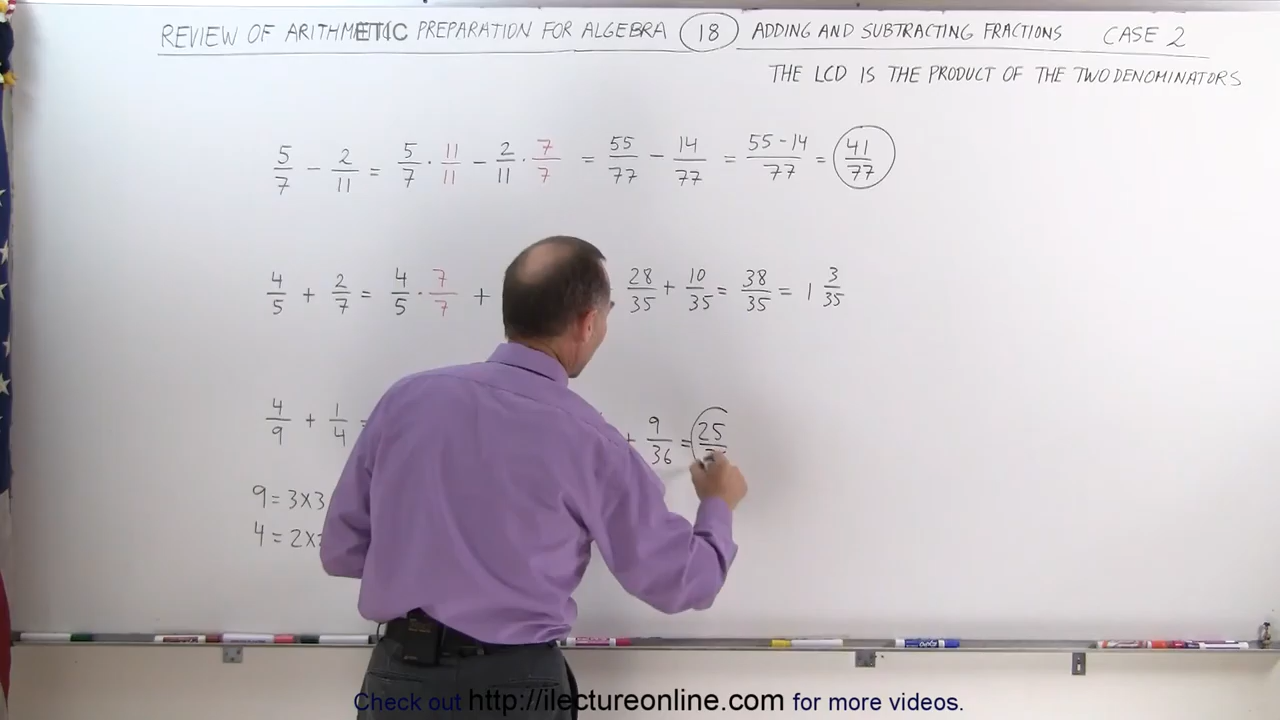 REVIEW OF ARITHMETIC PREPARATION FOR ALGEBRA 18 ADDING AND SUBTRACTING FRACTIONS CASE 2
THE LCD IS THE PRODUCT OF THE TWO DENOMINATORS
5/7 - 2/11 = 5/7 · 11/11 - 2/11 · 7/7 = 55/77 - 14/77 = 55-14/77 = 41/77
4/5 + 2/7 = 4/5 · 7/7 + 28/35 + 10/35 = 38/35 = 1 3/35
4/9 + 1/4 = + 9/36 = 25
9 = 3x3
4 = 2x
Check out http://ilectureonline.com for more videos.